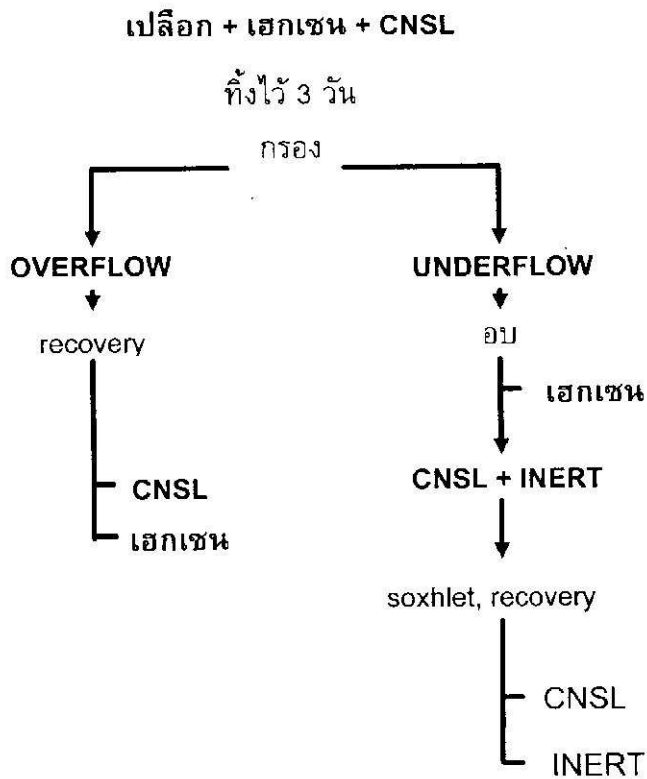 เปลือก + เฮกเซน + CNSL
ทิ้งไว้ 3 วัน
กรอง
OVERFLOW
recovery
CNSL
เฮกเซน
UNDERFLOW
อบ
เฮกเซน
CNSL + INERT
soxhlet, recovery
CNSL
INERT